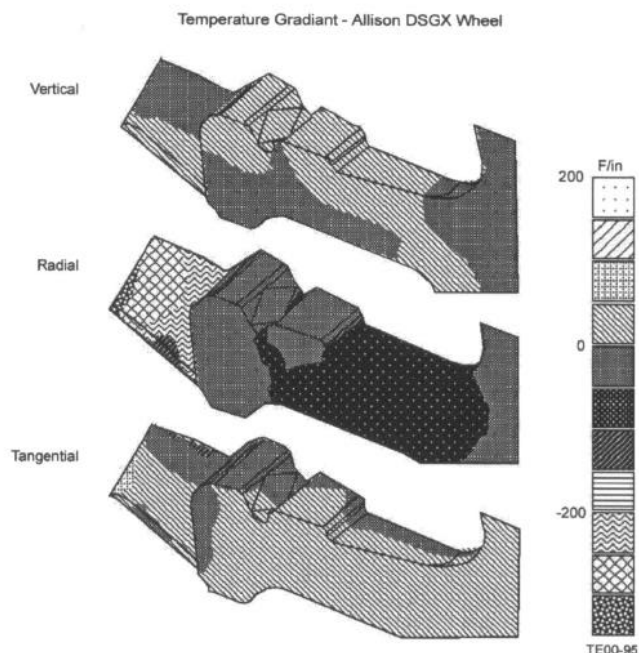 Temperature Gradiant - Allison DSGX Wheel
Vertical
F/in
200
Radial
0
Tangential
-200
TE00-95